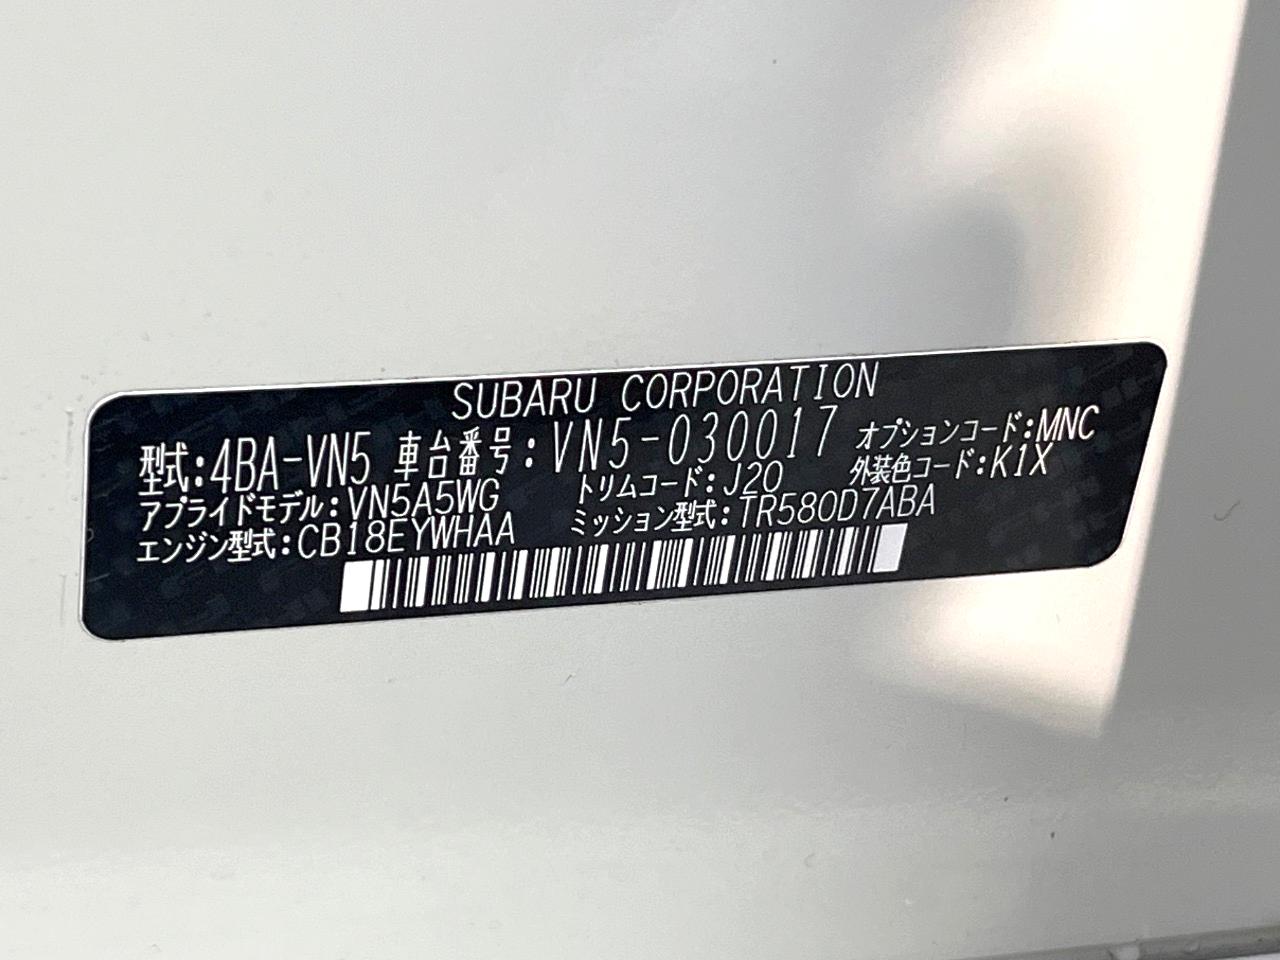 SUBARU CORPORATION
型式:4BA-VN5 車台番号:VN5-030017 オプションコード:MNC
アプライドモデル:VN5A5WG トリムコード:J20 外装色コード:K1X
エンジン型式:CB18EYWHAA ミッション型式:TR580D7ABA